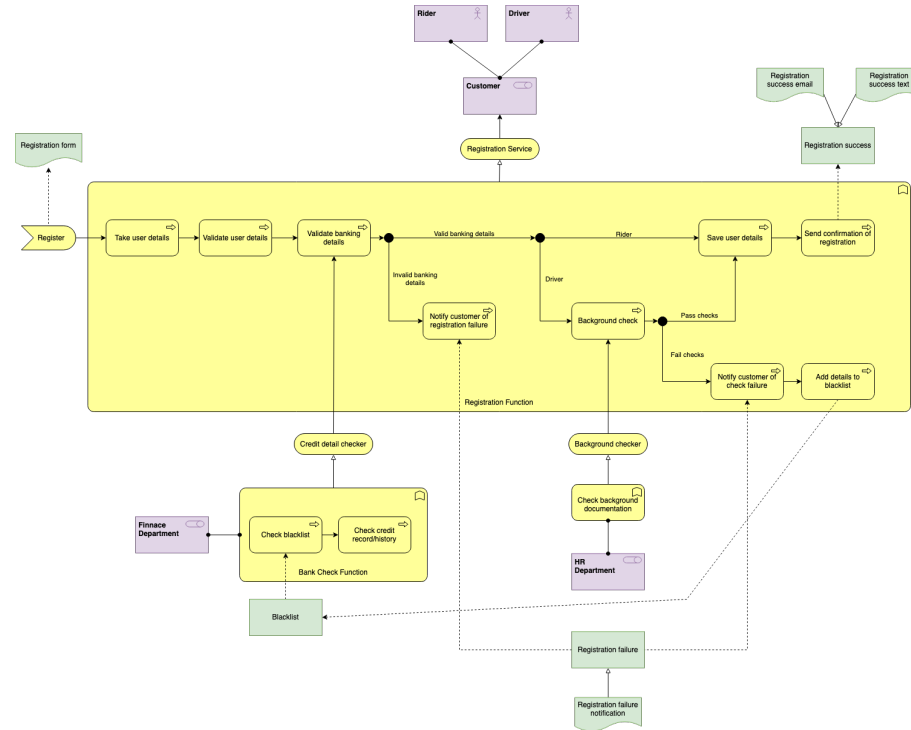 Rider
Driver
Customer
Registration
success email
Registration
success text
Registration form
Registration Service
Registration success
Register
Take user details
Validate user details
Validate banking
details
Valid banking details
Rider
Save user details
Send confirmation of
registration
Invalid banking
details
Driver
Notify customer of
registration failure
Background check
Pass checks
Fail checks
Notify customer of
check failure
Add details to
blacklist
Registration Function
Credit detail checker
Background checker
Finnace
Department
Check blacklist
Check credit
record/history
Bank Check Function
Check background
documentation
HR
Department
Blacklist
Registration failure
Registration failure
notification